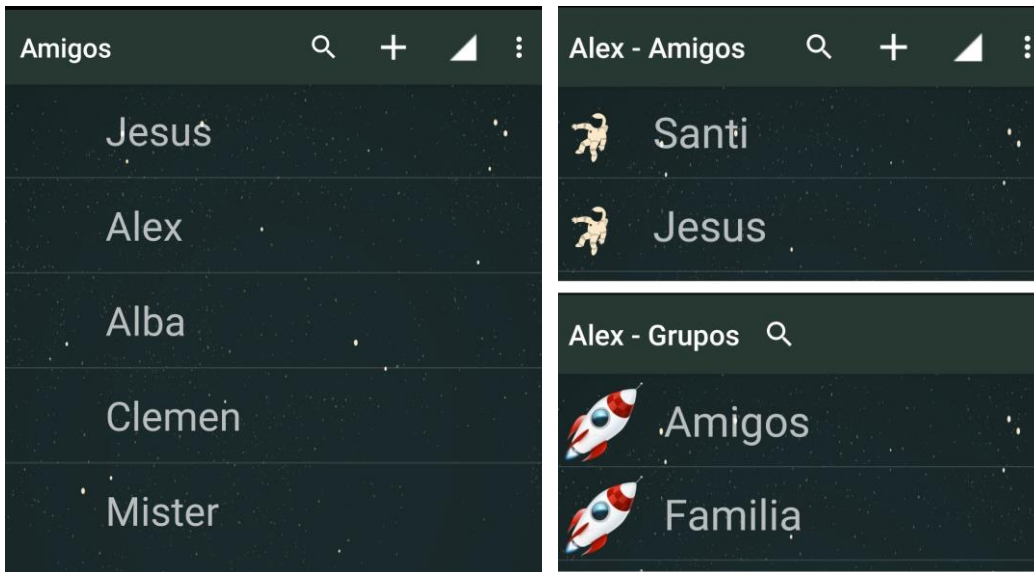 Amigos
Jesus
Alex
Alba
Clemen
Mister
Alex - Amigos
Santi
Jesus
Alex - Grupos
Amigos
Familia